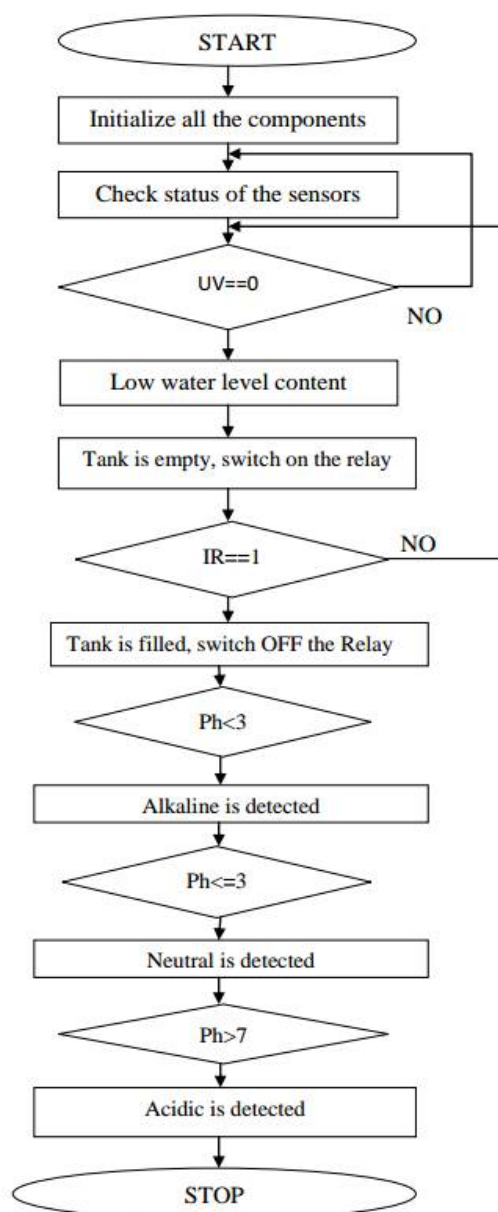 START
Initialize all the components
Check status of the sensors
UV==0
NO
Low water level content
Tank is empty, switch on the relay
IR==1
NO
Tank is filled, switch OFF the Relay
Ph<3
Alkaline is detected
Ph<=3
Neutral is detected
Ph>7
Acidic is detected
STOP